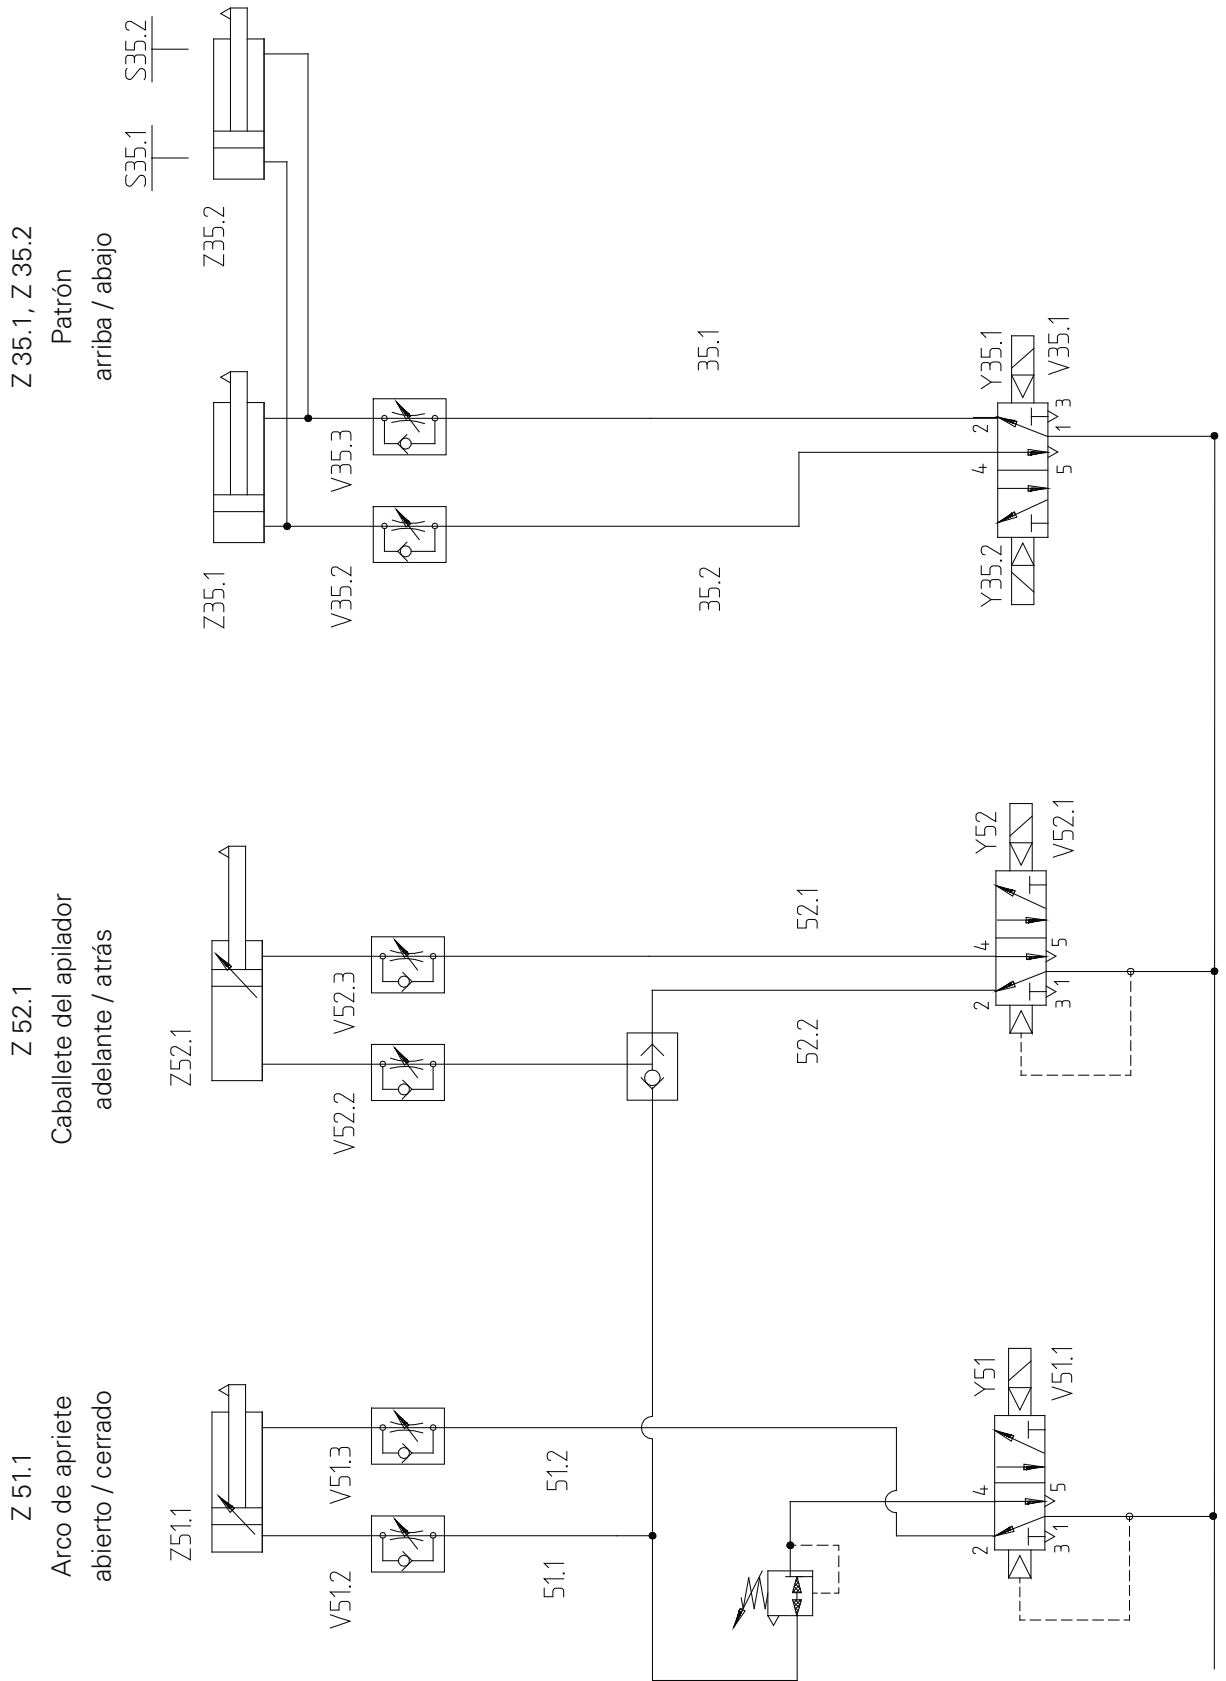 Z 51.1
Arco de apriete
abierto / cerrado
Z51.1
V51.2
V51.3
51.1
51.2
2
4
3
1
5
Y51
V51.1
Z 52.1
Caballete del apilador
adelante / atrás
Z52.1
V52.2
V52.3
52.2
52.1
2
4
3
1
5
Y52
V52.1
Z 35.1, Z 35.2
Patrón
arriba / abajo
S35.1
S35.2
Z35.1
Z35.2
V35.2
V35.3
35.2
35.1
Y35.2
4
2
Y35.1
5
1
3
V35.1